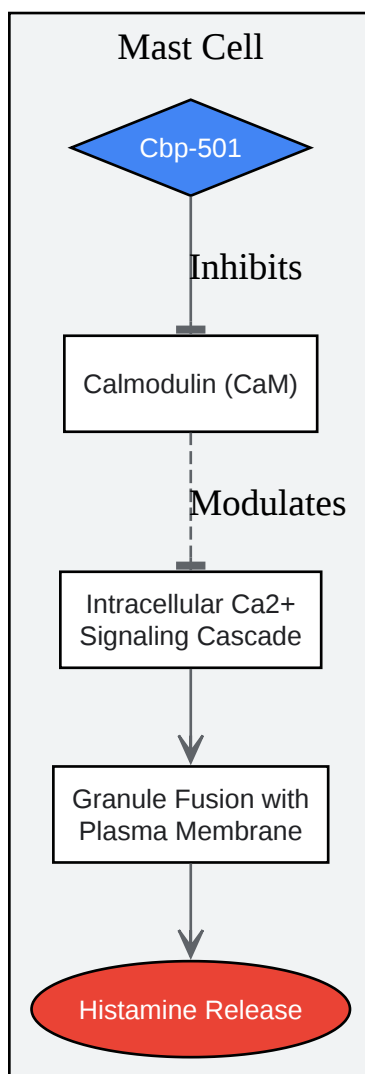 Mast Cell
Cbp-501
Inhibits
Calmodulin (CaM)
Modulates
Intracellular Ca2+
Signaling Cascade
Granule Fusion with
Plasma Membrane
Histamine Release